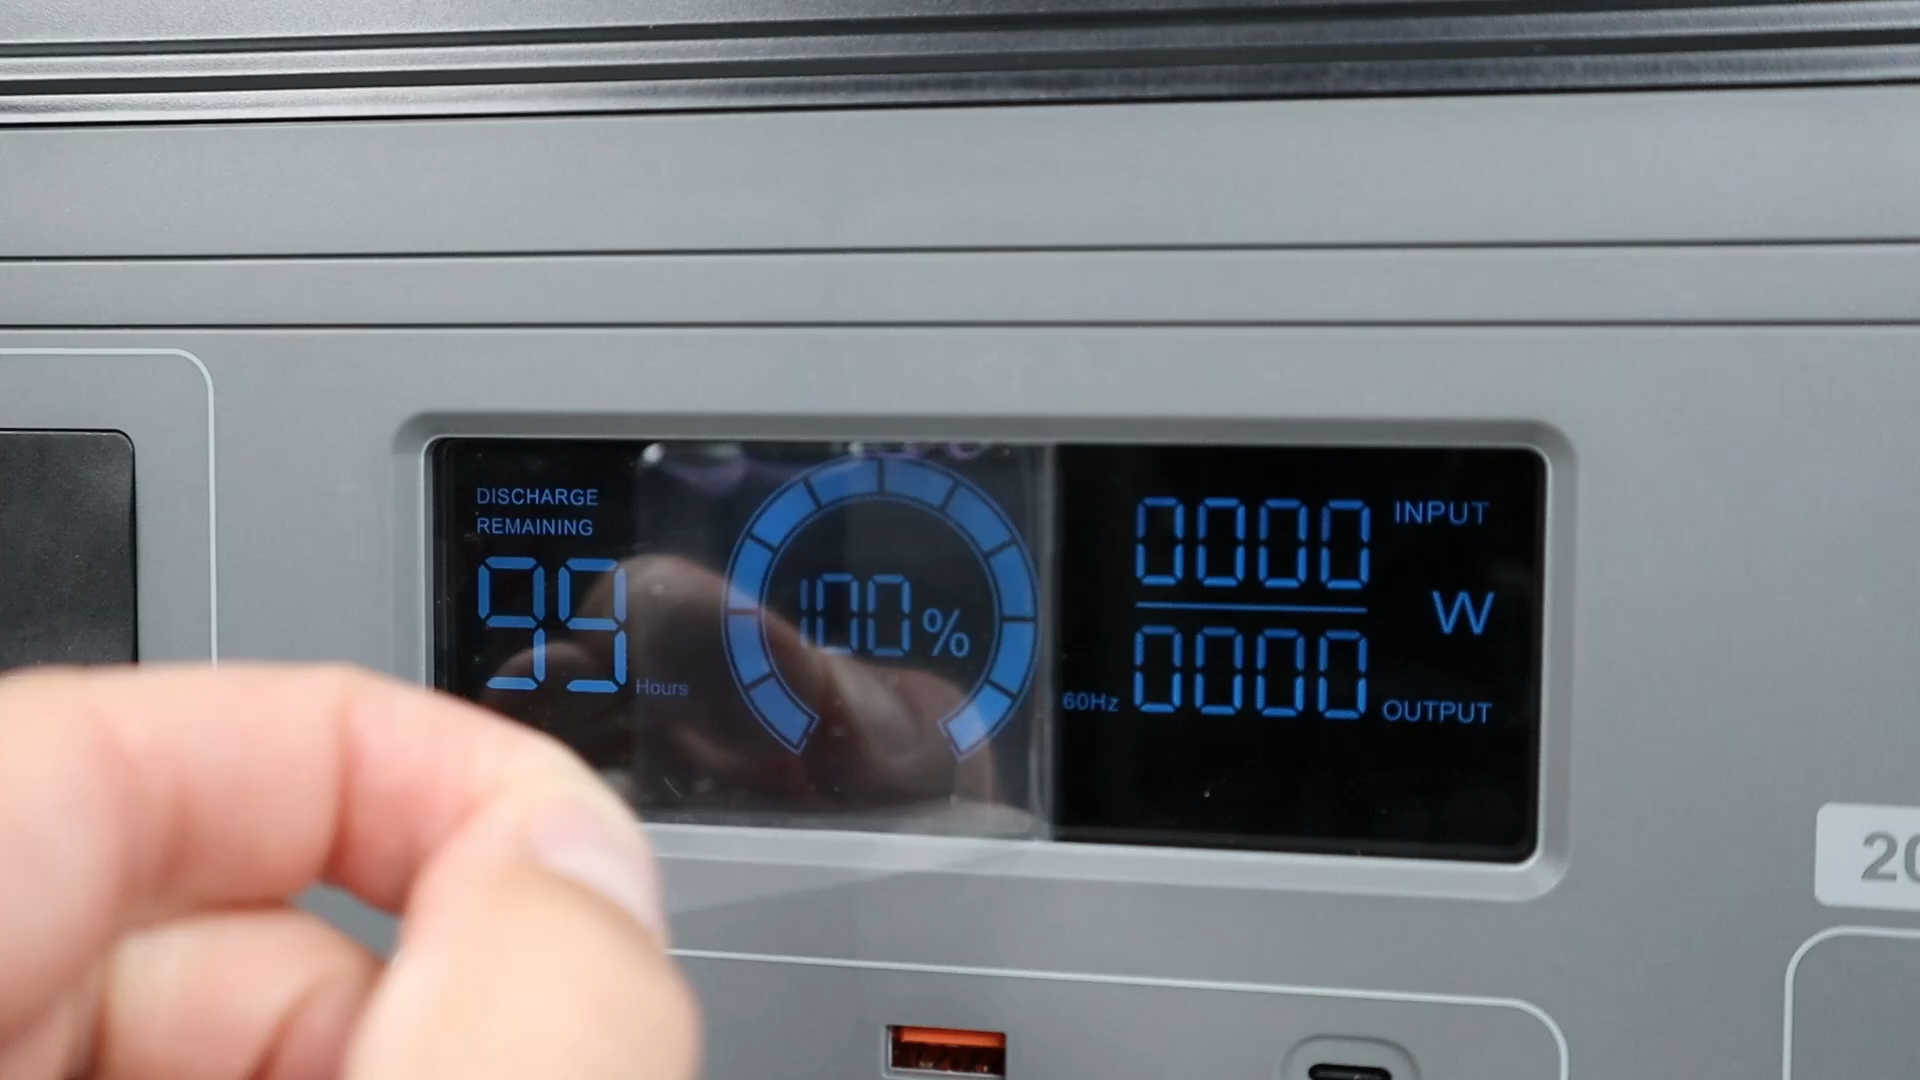 DISCHARGE
REMAINING
99 Hours
100%
0000 INPUT
W
60Hz 0000 OUTPUT